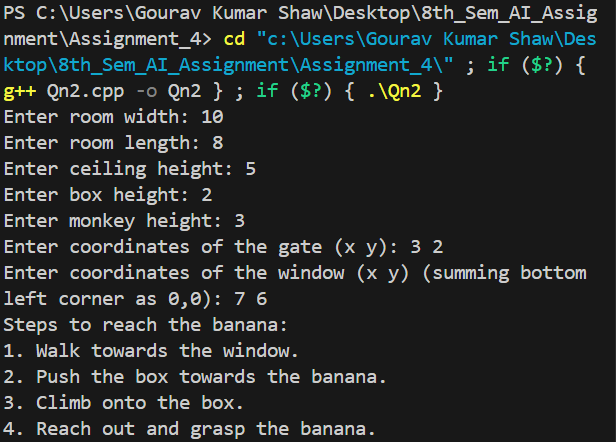 PS C:\Users\Gourav Kumar Shaw\Desktop\8th_Sem_AI_Assig
nment\Assignment_4> cd "c:\Users\Gourav Kumar Shaw\Des
ktop\8th_Sem_AI_Assignment\Assignment_4\" ; if ($?) {
g++ Qn2.cpp -o Qn2 } ; if ($?) { .\Qn2 }
Enter room width: 10
Enter room length: 8
Enter ceiling height: 5
Enter box height: 2
Enter monkey height: 3
Enter coordinates of the gate (x y): 3 2
Enter coordinates of the window (x y) (summing bottom
left corner as 0,0): 7 6
Steps to reach the banana:
1. Walk towards the window.
2. Push the box towards the banana.
3. Climb onto the box.
4. Reach out and grasp the banana.